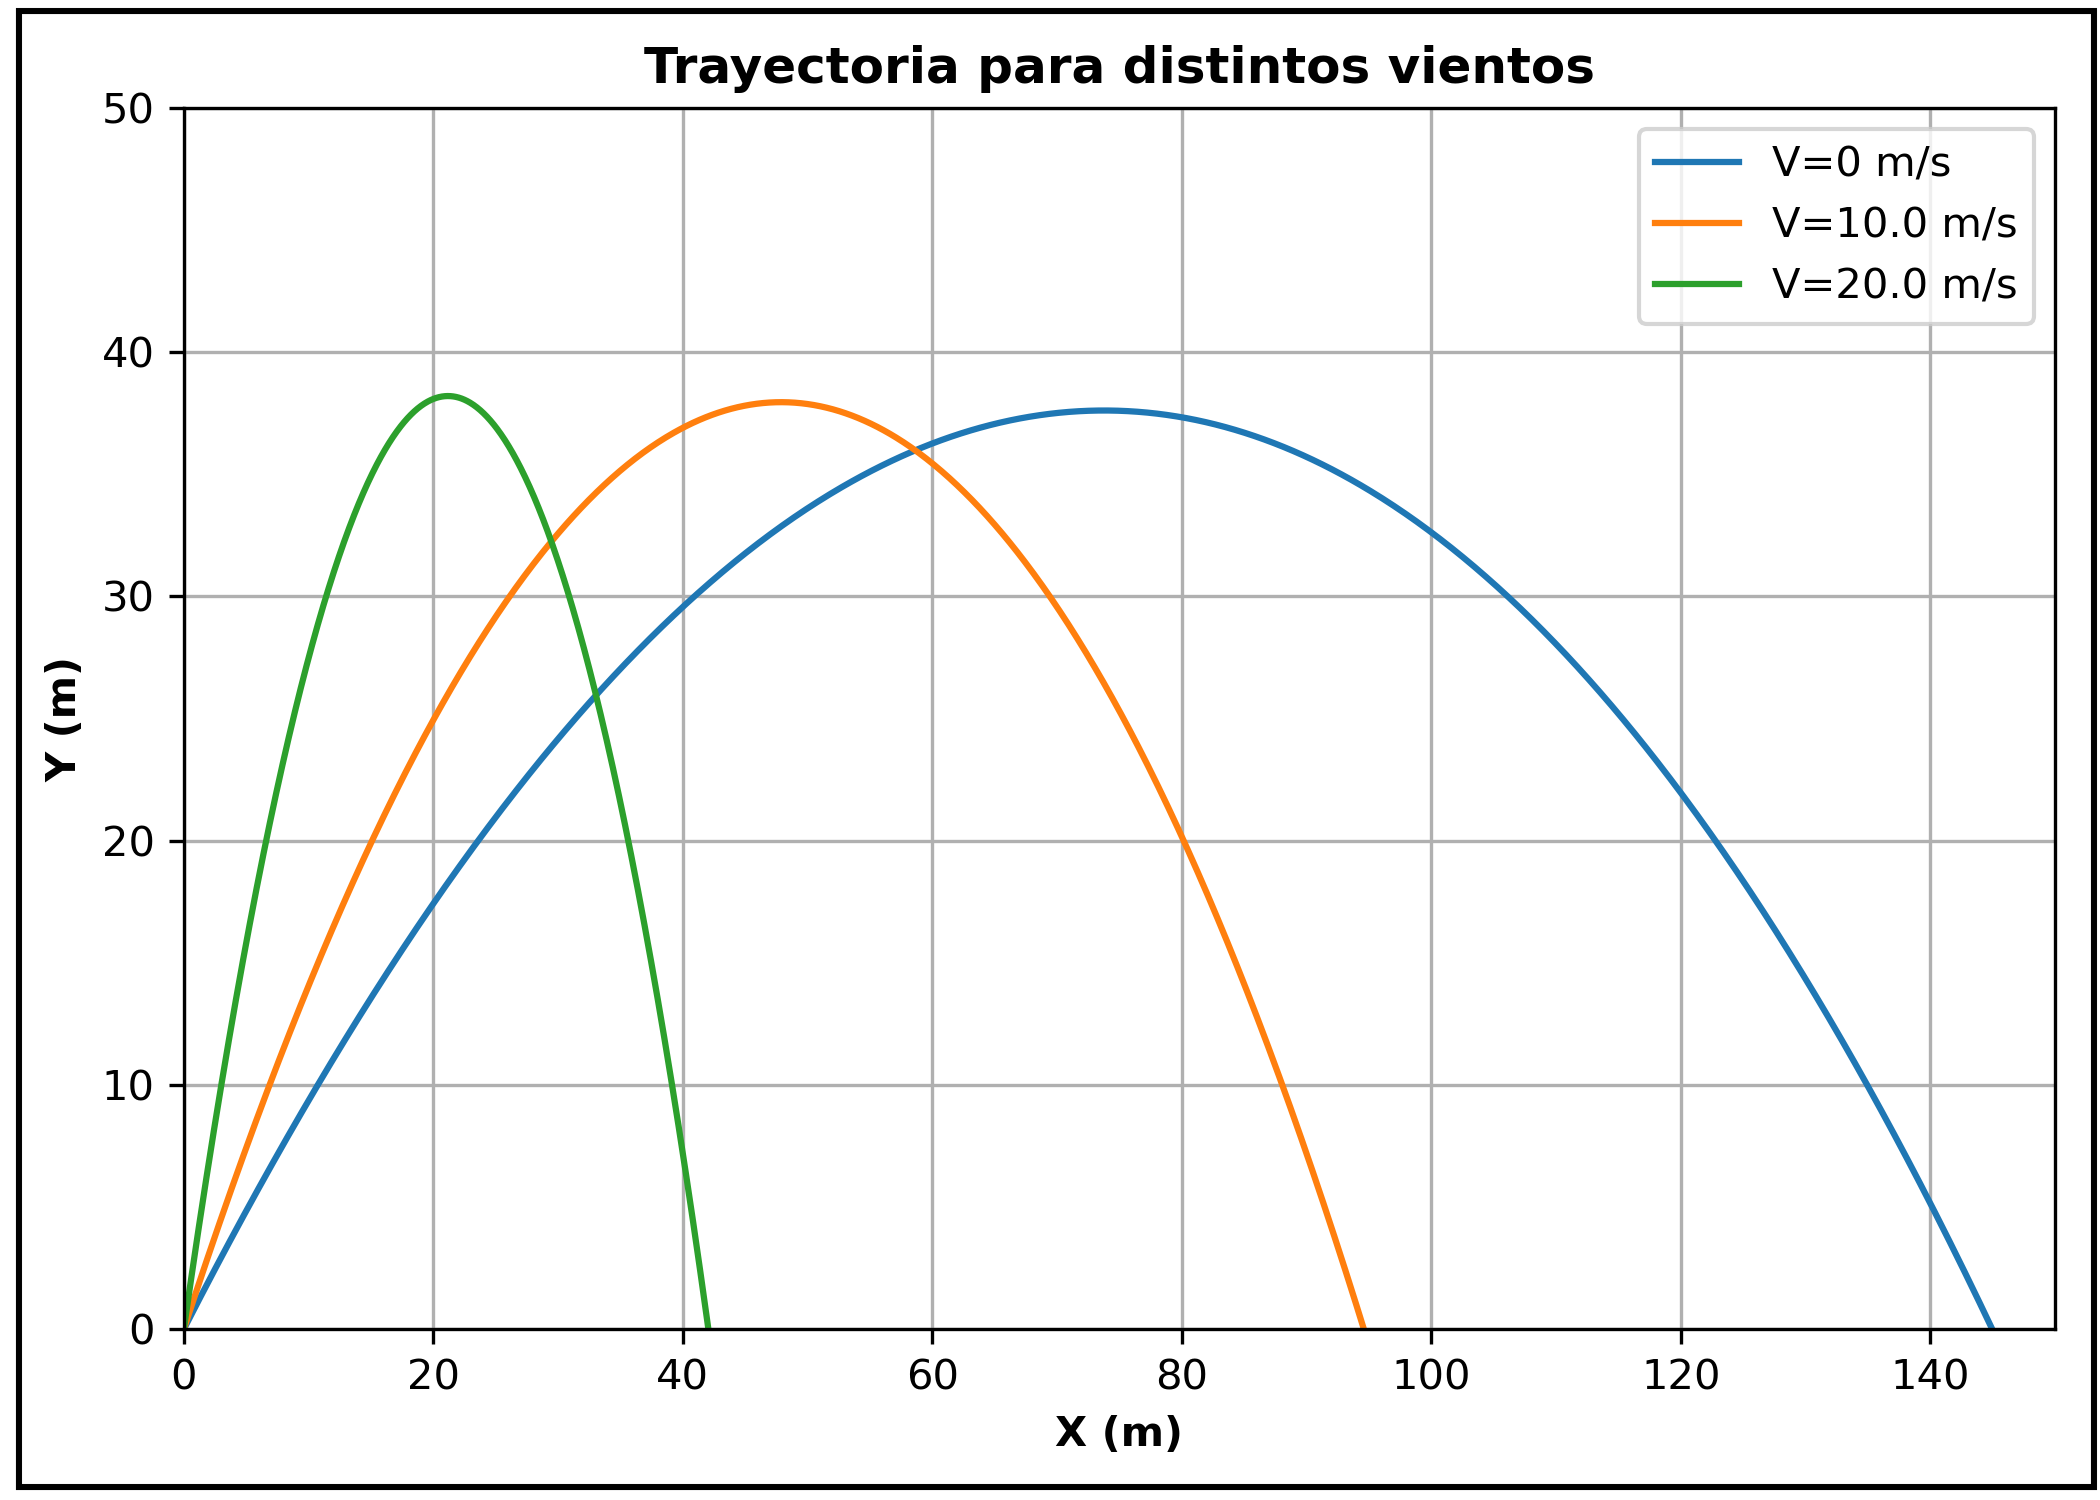 Trayectoria para distintos vientos
50
40
30
20
10
0
Y (m)
V=0 m/s
V=10.0 m/s
V=20.0 m/s
0 20 40 60 80 100 120 140
X (m)